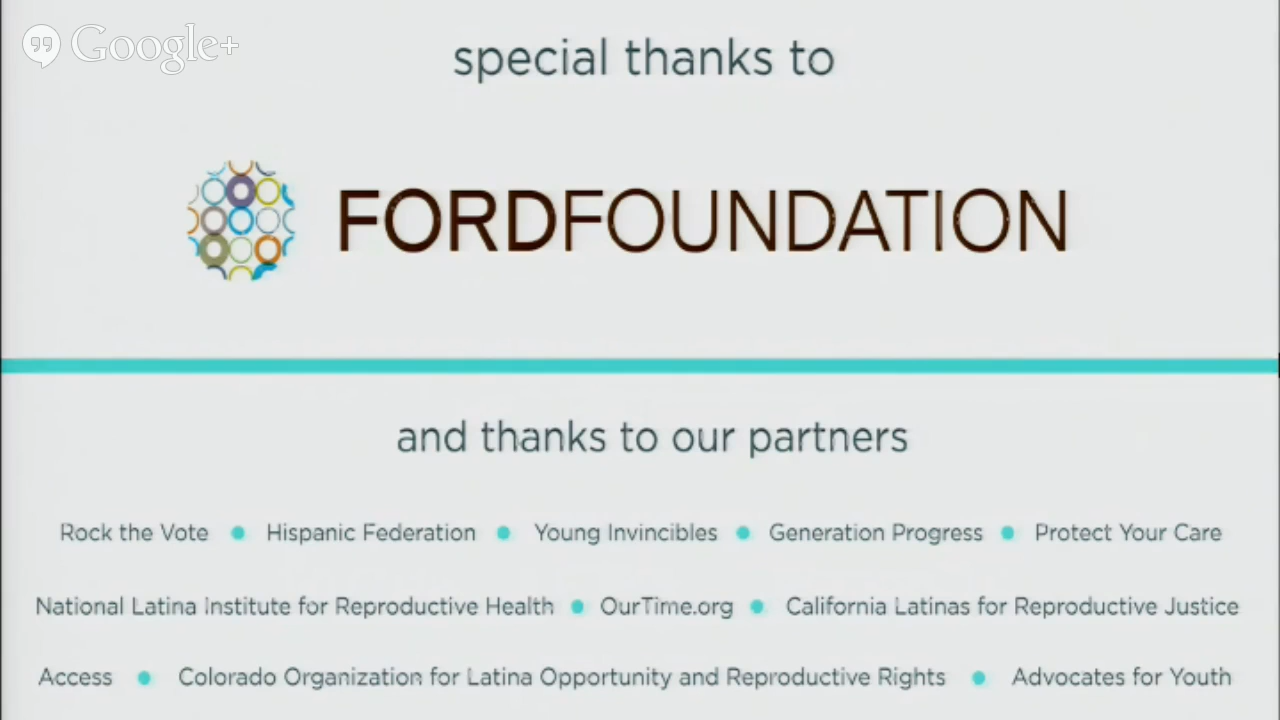 Google+
special thanks to
FORDFOUNDATION
and thanks to our partners
Rock the Vote • Hispanic Federation • Young Invincibles • Generation Progress • Protect Your Care
National Latina Institute for Reproductive Health • OurTime.org • California Latinas for Reproductive Justice
Access • Colorado Organization for Latina Opportunity and Reproductive Rights • Advocates for Youth